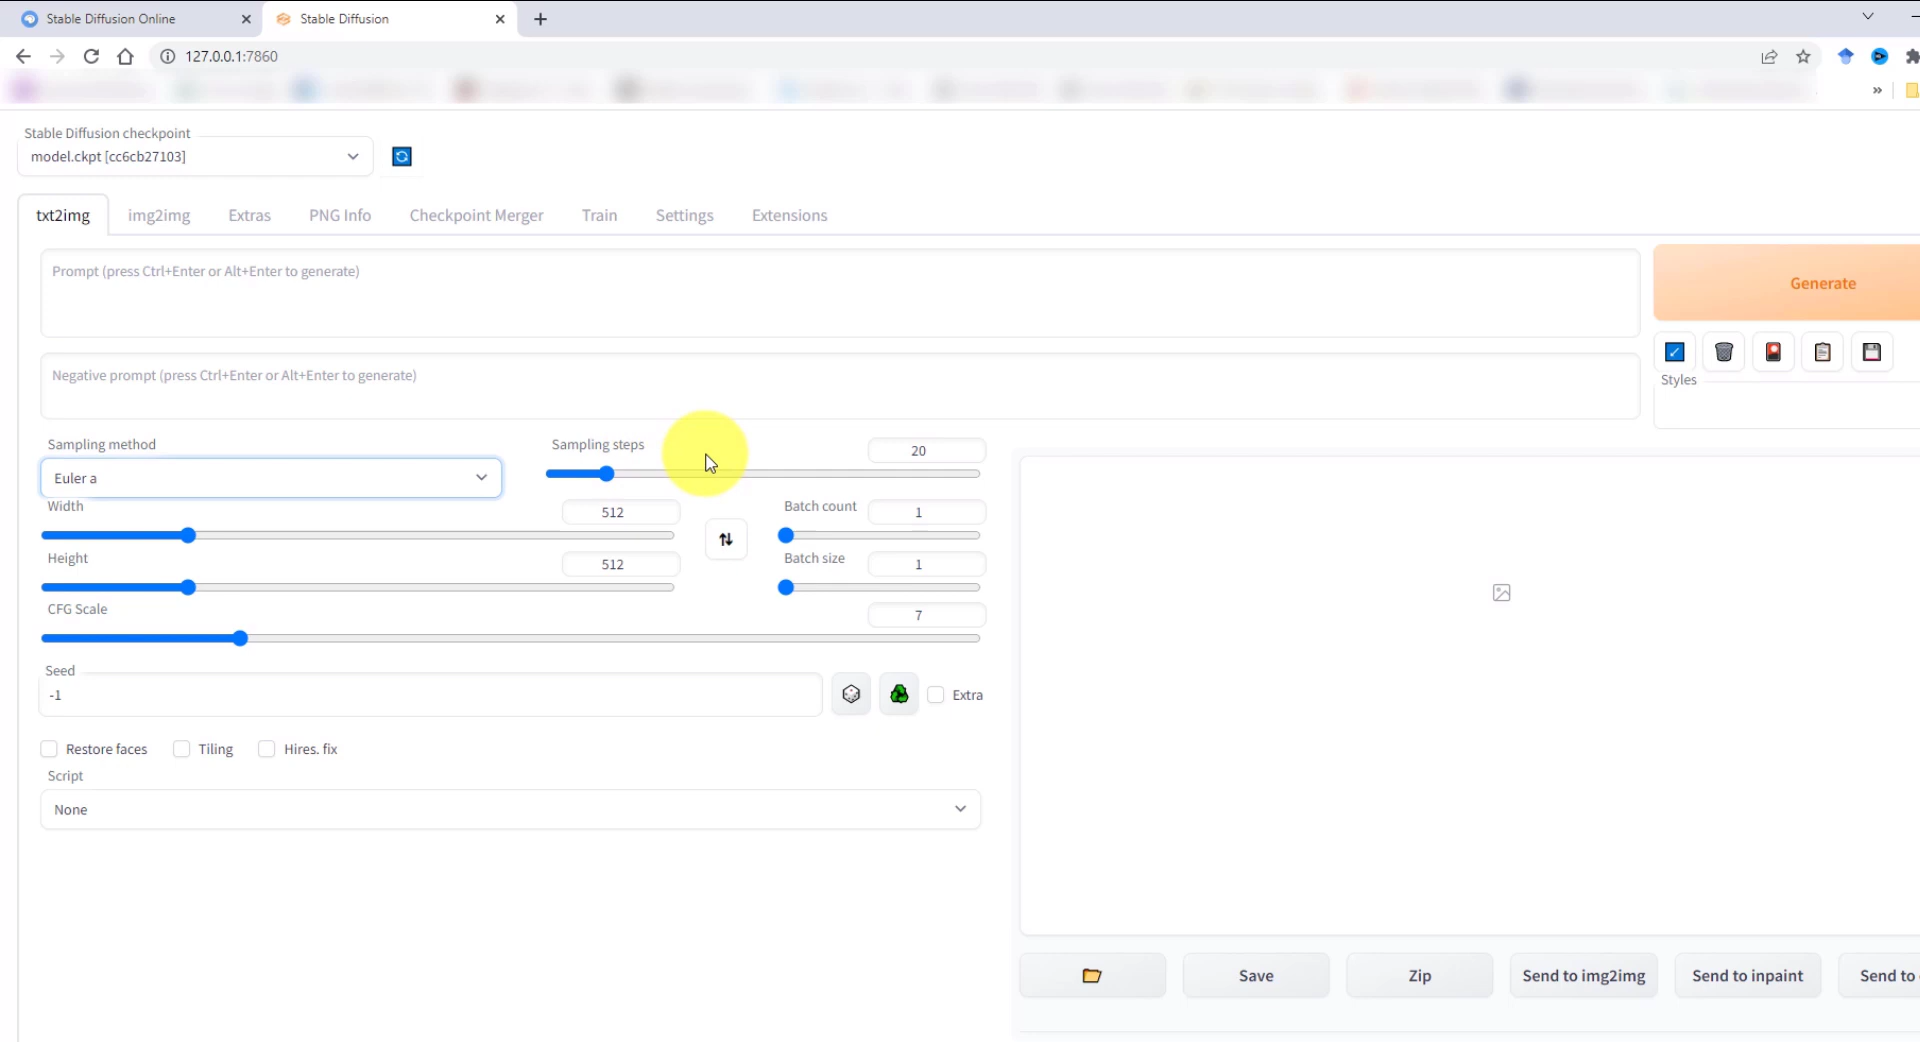 Stable Diffusion Online
Stable Diffusion
127.0.0.1:7860
»
Stable Diffusion checkpoint
model.ckpt [cc6cb27103]
txt2img
img2img
Extras
PNG Info
Checkpoint Merger
Train
Settings
Extensions
Prompt (press Ctrl+Enter or Alt+Enter to generate)
Generate
Negative prompt (press Ctrl+Enter or Alt+Enter to generate)
Styles
Sampling method
Euler a
Sampling steps
20
Width
512
Batch count
1
Height
512
Batch size
1
CFG Scale
7
Seed
-1
Extra
Restore faces
Tiling
Hires. fix
Script
None
Save
Zip
Send to img2img
Send to inpaint
Send to